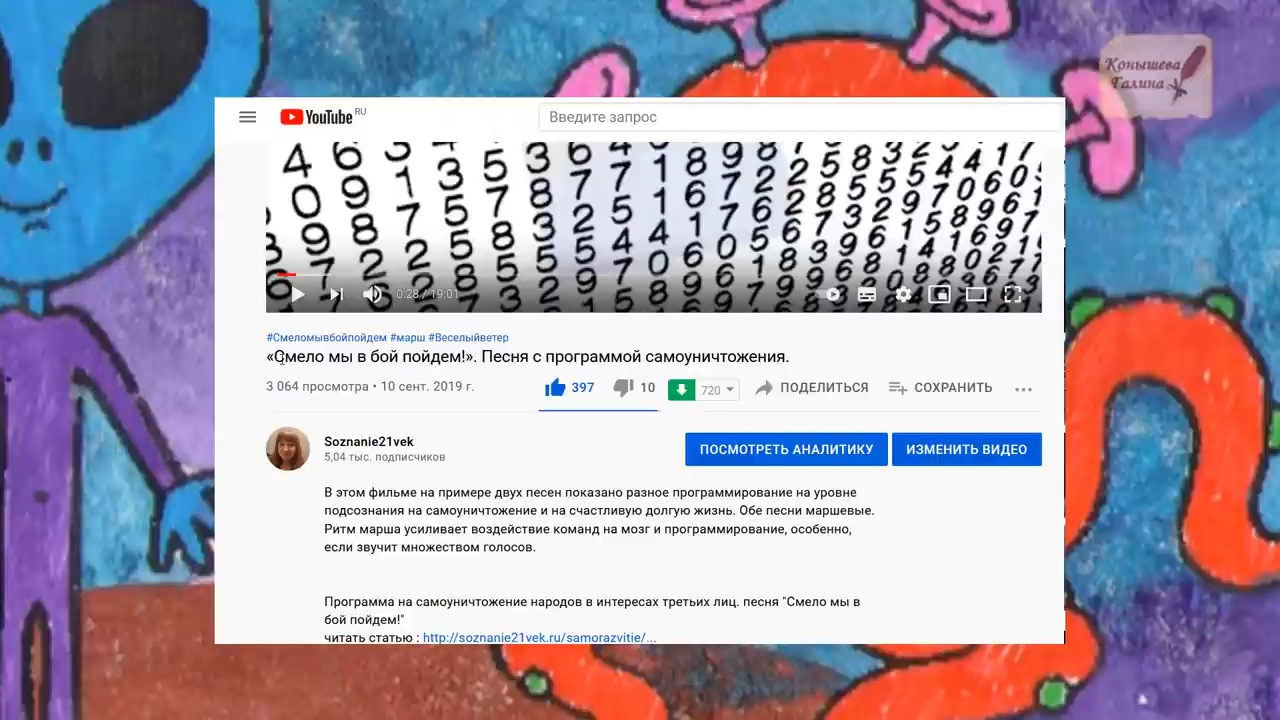 Конышева
Галина
YouTube RU
Введите запрос
0:28 / 19:01
#Смеломывбойпойдем #марш #Веселыйветер
«Смело мы в бой пойдем!». Песня с программой самоуничтожения.
3 064 просмотра • 10 сент. 2019 г.
397
10
720
ПОДЕЛИТЬСЯ
СОХРАНИТЬ
Soznanie21vek
5,04 тыс. подписчиков
ПОСМОТРЕТЬ АНАЛИТИКУ
ИЗМЕНИТЬ ВИДЕО
В этом фильме на примере двух песен показано разное программирование на уровне
подсознания на самоуничтожение и на счастливую долгую жизнь. Обе песни маршевые.
Ритм марша усиливает воздействие команд на мозг и программирование, особенно,
если звучит множеством голосов.
Программа на самоуничтожение народов в интересах третьих лиц. песня "Смело мы в
бой пойдем!"
читать статью : http://soznanie21vek.ru/samorazvitie/...